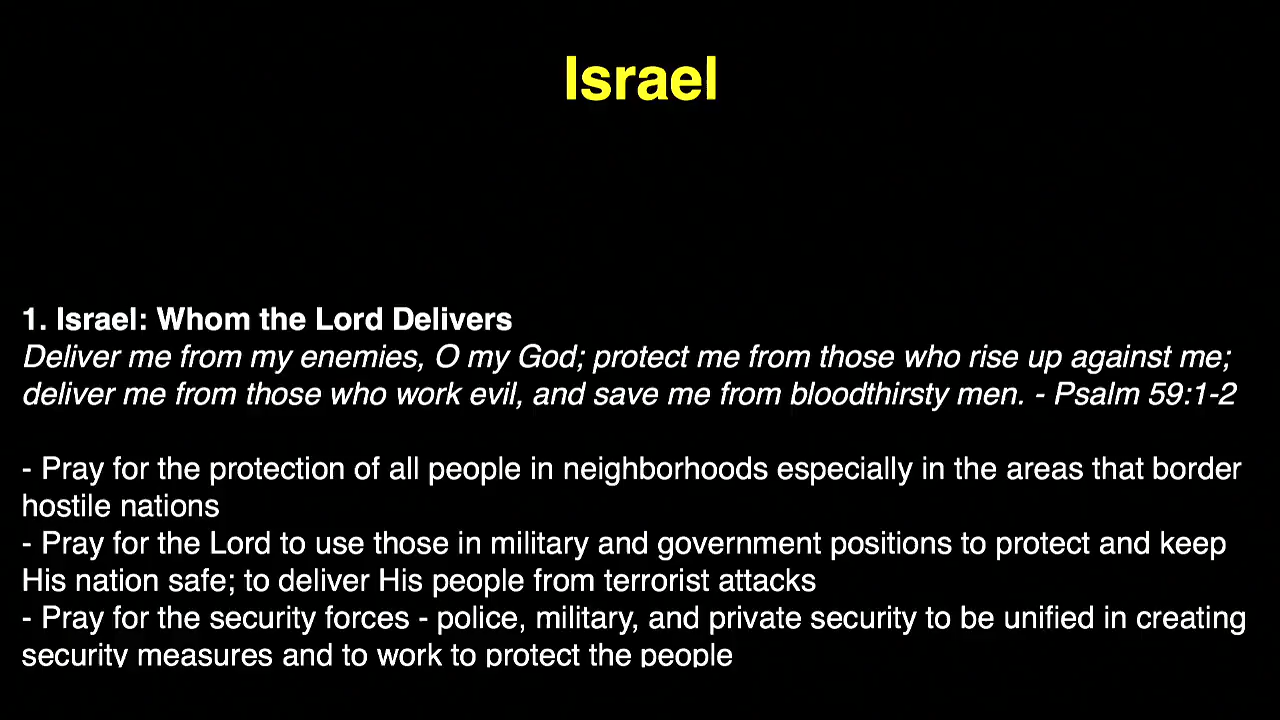 Israel
1. Israel: Whom the Lord Delivers
Deliver me from my enemies, O my God; protect me from those who rise up against me;
deliver me from those who work evil, and save me from bloodthirsty men. - Psalm 59:1-2
- Pray for the protection of all people in neighborhoods especially in the areas that border
hostile nations
- Pray for the Lord to use those in military and government positions to protect and keep
His nation safe; to deliver His people from terrorist attacks
- Pray for the security forces - police, military, and private security to be unified in creating
security measures and to work to protect the people